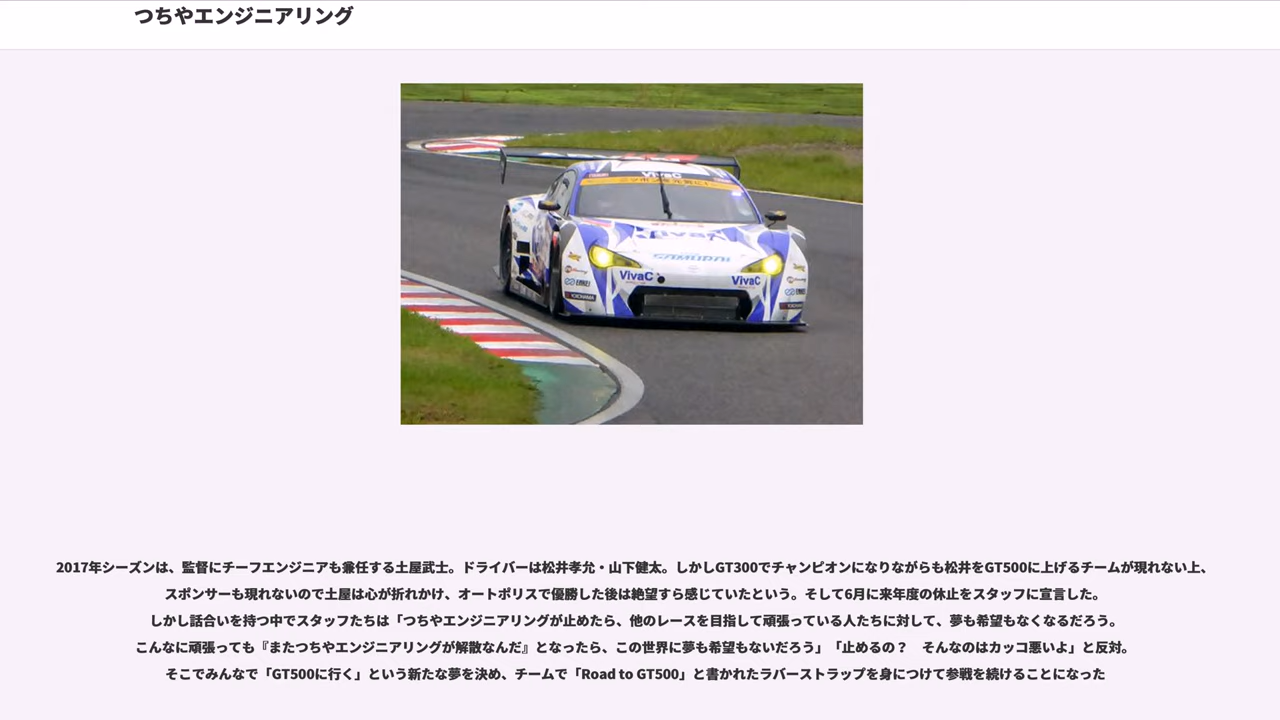 つちやエンジニアリング
VivaC
ニッポンを元気に!
VivaC
SAMURAI
VivaC
VivaC
ENKEI
ENKEI
YOKOHAMA
2017年シーズンは、監督にチーフエンジニアも兼任する土屋武士。ドライバーは松井孝允・山下健太。しかしGT300でチャンピオンになりながらも松井をGT500に上げるチームが現れない上、
スポンサーも現れないので土屋は心が折れかけ、オートポリスで優勝した後は絶望すら感じていたという。そして6月に来年度の休止をスタッフに宣言した。
しかし話合いを持つ中でスタッフたちは「つちやエンジニアリングが止めたら、他のレースを目指して頑張っている人たちに対して、夢も希望もなくなるだろう。
こんなに頑張っても『またつちやエンジニアリングが解散なんだ』となったら、この世界に夢も希望もないだろう」「止めるの？　そんなのはカッコ悪いよ」と反対。
そこでみんなで「GT500に行く」という新たな夢を決め、チームで「Road to GT500」と書かれたラバーストラップを身につけて参戦を続けることになった